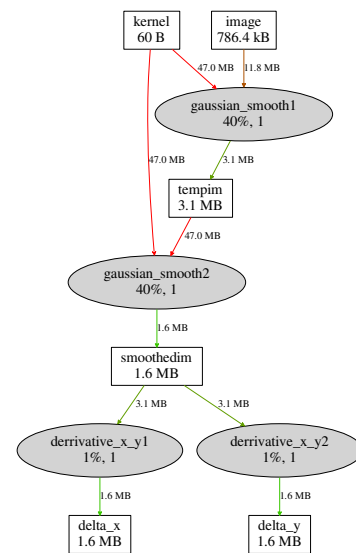 kernel
60 B
image
786.4 kB
47.0 MB
11.8 MB
gaussian_smooth1
40%, 1
47.0 MB
3.1 MB
tempim
3.1 MB
47.0 MB
gaussian_smooth2
40%, 1
1.6 MB
smoothedim
1.6 MB
3.1 MB
3.1 MB
derrivative_x_y1
1%, 1
derrivative_x_y2
1%, 1
1.6 MB
1.6 MB
delta_x
1.6 MB
delta_y
1.6 MB